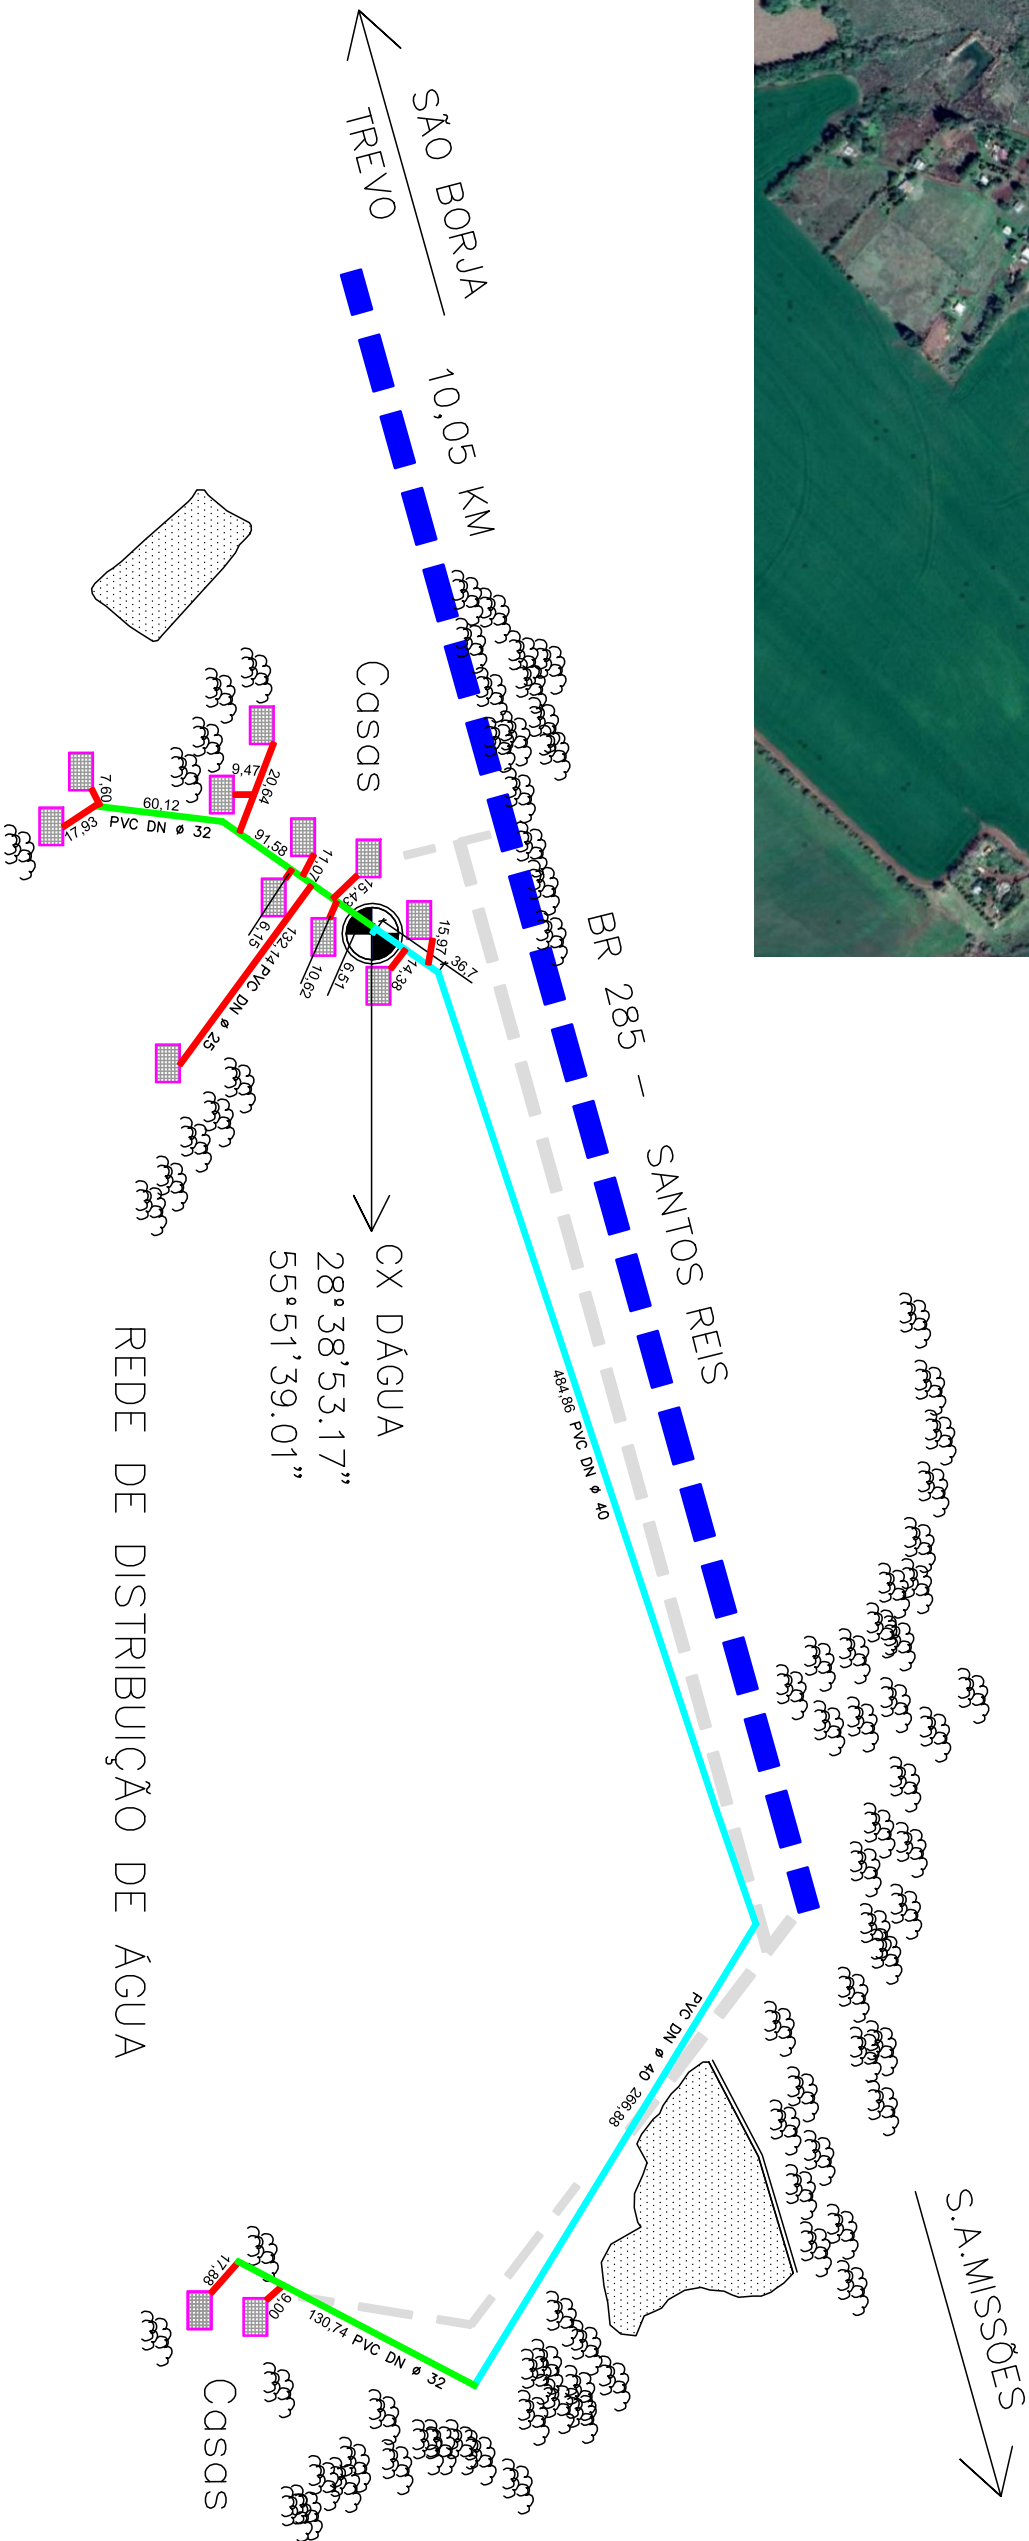 SÃO BORJA
TREVO
10,05 KM
BR 285 - SANTOS REIS
S.A.MISSÕES
Casas
7,60
17,93
60,12
PVC DN ø 32
9,47
20,64
91,58
11,07
6,15
132,14 PVC DN ø 25
15,43
10,62
6,51
15,97
36,7
14,38
CX DÁGUA
28º38'53.17"
55º51'39.01"
484,86 PVC DN ø 40
PVC DN ø 40 266,88
130,74 PVC DN ø 32
17,88
9,00
Casas
REDE DE DISTRIBUIÇÃO DE ÁGUA